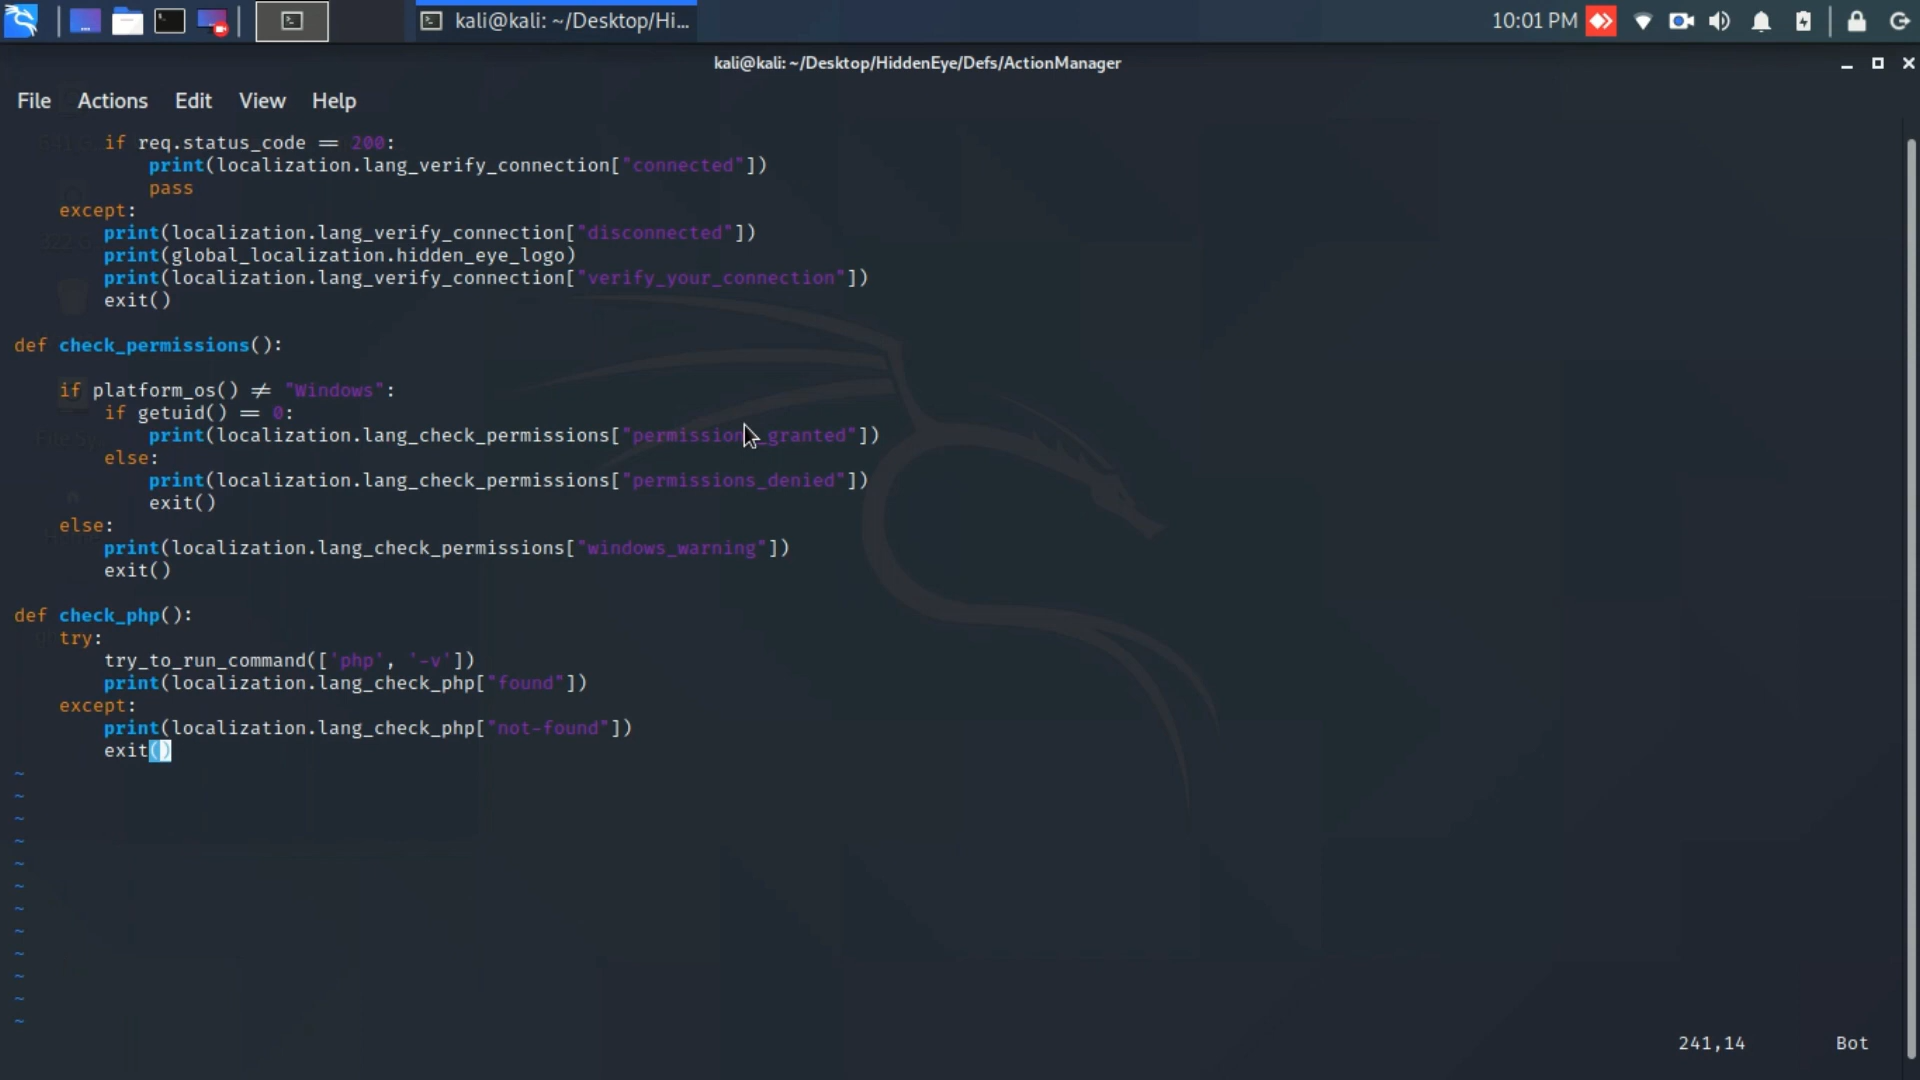 kali@kali: ~/Desktop/Hi...
10:01 PM
kali@kali: ~/Desktop/HiddenEye/Defs/ActionManager
File Actions Edit View Help
        if req.status_code == 200:
            print(localization.lang_verify_connection["connected"])
            pass
    except:
        print(localization.lang_verify_connection["disconnected"])
        print(global_localization.hidden_eye_logo)
        print(localization.lang_verify_connection["verify_your_connection"])
        exit()
def check_permissions():
    if platform_os() != "Windows":
        if getuid() == 0:
            print(localization.lang_check_permissions["permissions_granted"])
        else:
            print(localization.lang_check_permissions["permissions_denied"])
            exit()
    else:
        print(localization.lang_check_permissions["windows_warning"])
        exit()
def check_php():
    try:
        try_to_run_command(['php', '-v'])
        print(localization.lang_check_php["found"])
    except:
        print(localization.lang_check_php["not-found"])
        exit()
~
~
~
~
~
~
~
~
~
~
~
~
241,14 Bot